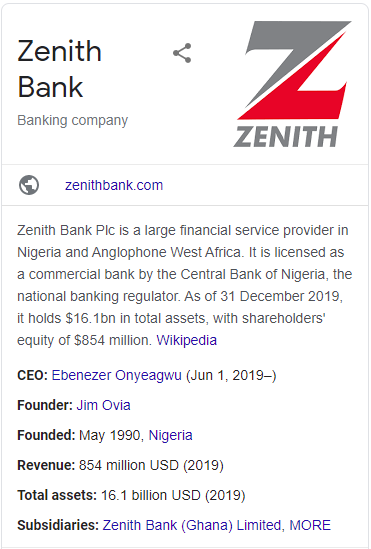 Zenith
Bank
Banking company
ZENITH
zenithbank.com
Zenith Bank Plc is a large financial service provider in
Nigeria and Anglophone West Africa. It is licensed as
a commercial bank by the Central Bank of Nigeria, the
national banking regulator. As of 31 December 2019,
it holds $16.1bn in total assets, with shareholders'
equity of $854 million. Wikipedia
CEO: Ebenezer Onyeagwu (Jun 1, 2019–)
Founder: Jim Ovia
Founded: May 1990, Nigeria
Revenue: 854 million USD (2019)
Total assets: 16.1 billion USD (2019)
Subsidiaries: Zenith Bank (Ghana) Limited, MORE